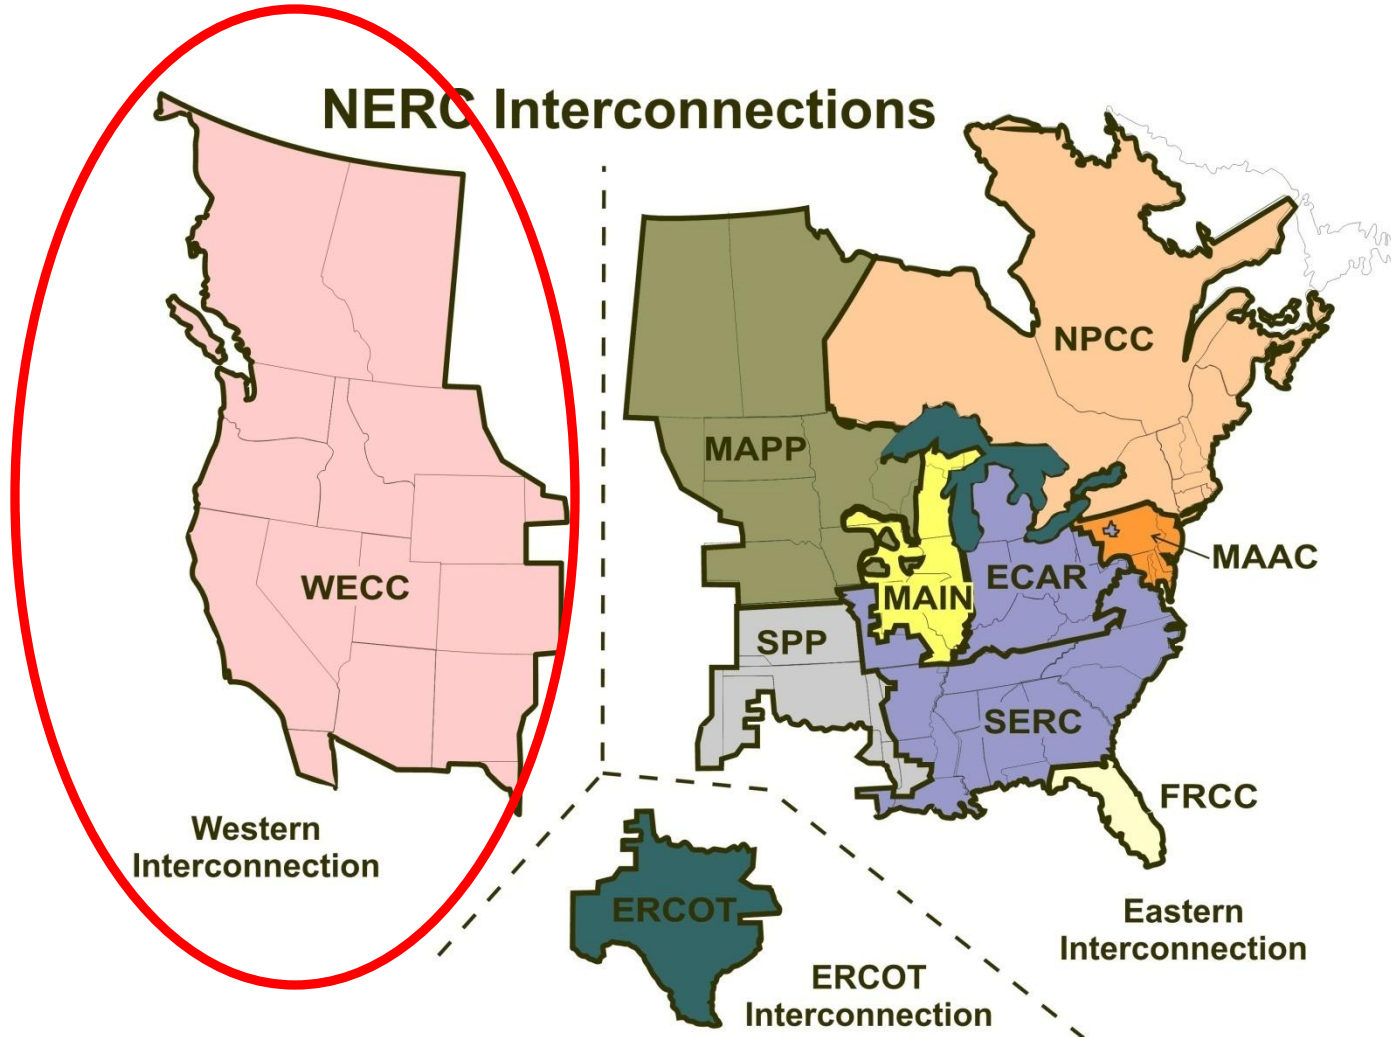 NERC Interconnections
NPCC
MAPP
MAAC
WECC
ECAR
MAIN
SPP
SERC
FRCC
Western
Interconnection
ERCOT
Eastern
Interconnection
ERCOT
Interconnection